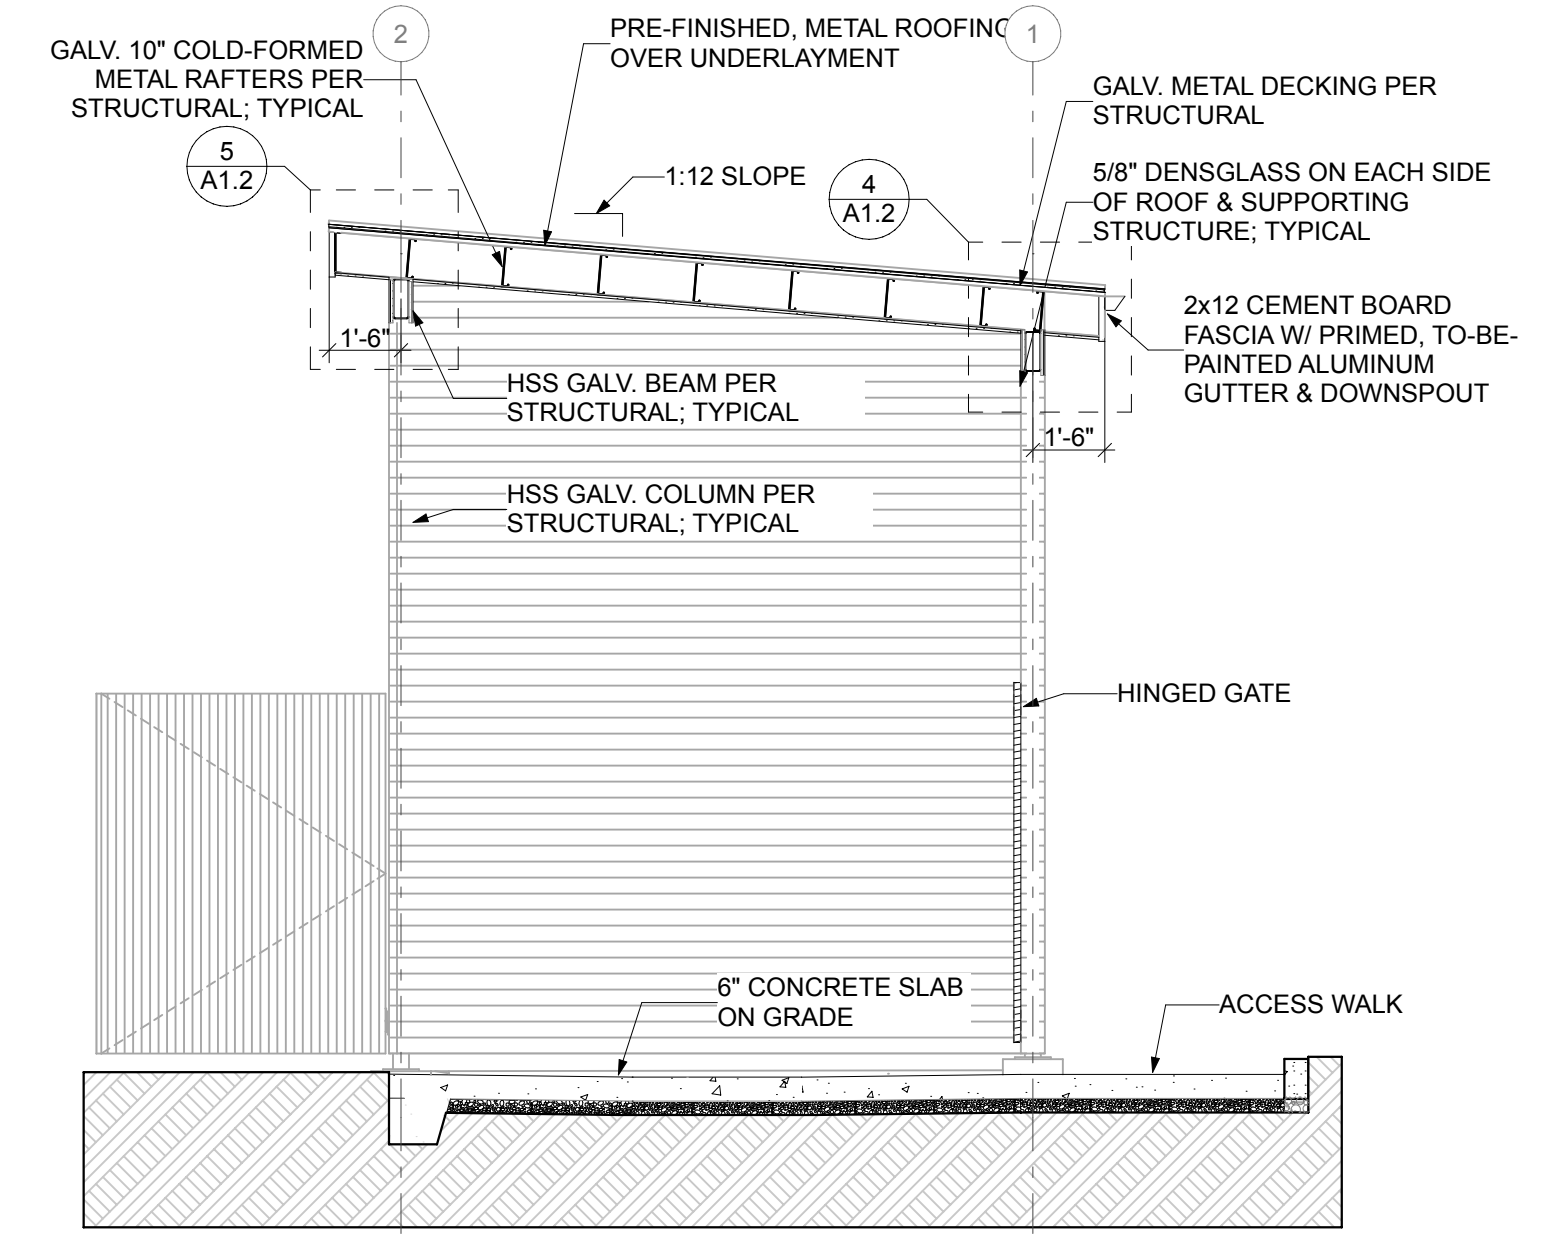 2
1
PRE-FINISHED, METAL ROOFING
OVER UNDERLAYMENT
GALV. 10" COLD-FORMED
METAL RAFTERS PER
STRUCTURAL; TYPICAL
GALV. METAL DECKING PER
STRUCTURAL
5
A1.2
1:12 SLOPE
4
A1.2
5/8" DENSGLASS ON EACH SIDE
OF ROOF & SUPPORTING
STRUCTURE; TYPICAL
2x12 CEMENT BOARD
FASCIA W/ PRIMED, TO-BE-
PAINTED ALUMINUM
GUTTER & DOWNSPOUT
1'-6"
HSS GALV. BEAM PER
STRUCTURAL; TYPICAL
1'-6"
HSS GALV. COLUMN PER
STRUCTURAL; TYPICAL
HINGED GATE
6" CONCRETE SLAB
ON GRADE
ACCESS WALK